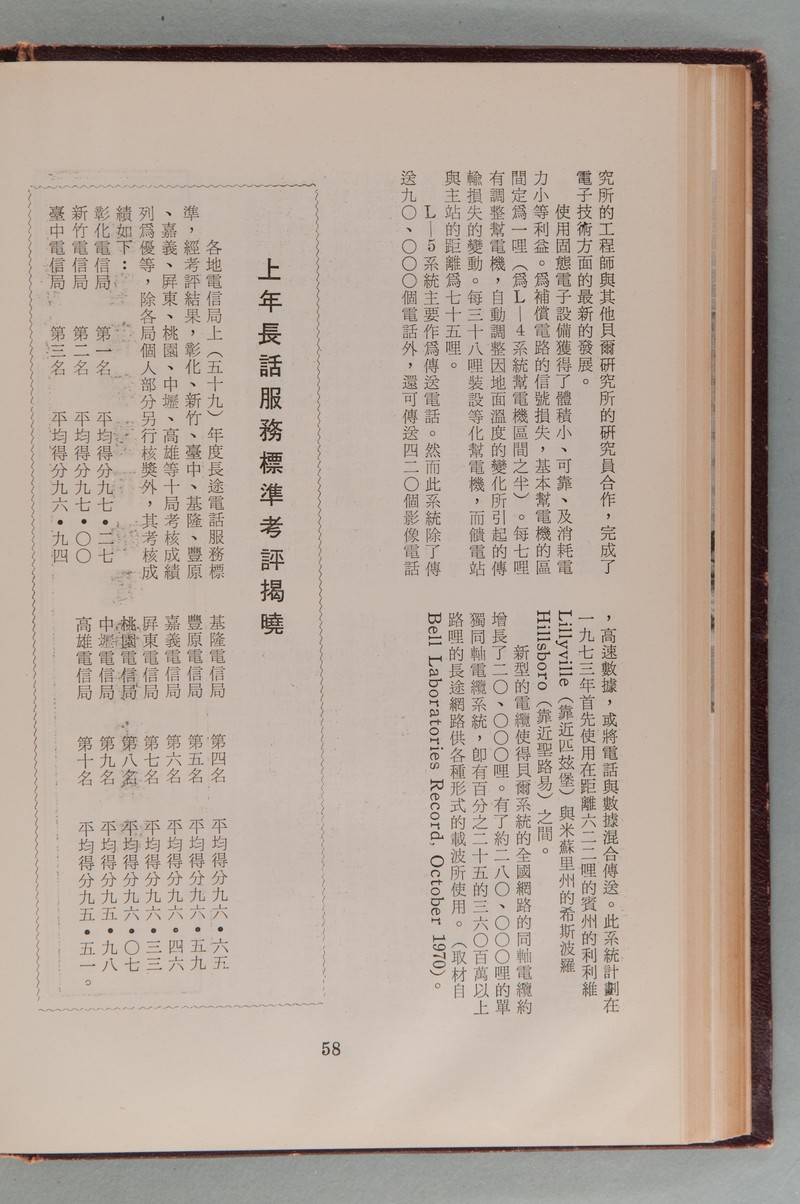 究所的工程師與其他貝爾研究所的研究員合作，完成了
電子技術方面的最新的發展。
使用固態電子設備獲得了體積小、可靠、及消耗電
力小等利益。爲補償電路的信號損失，基本幫電機的區
間定爲一哩（爲L—4系統幫電機區間之半）。每七哩
有調整幫電機，自動調整因地面溫度的變化所引起的傳
輸損失的變動。每三十八哩裝設等化幫電機，而饋電站
與主站的距離爲七十五哩。
L—5系統主要作爲傳送電話。然而此系統除了傳
送九〇、〇〇〇個電話外，還可傳送四二〇個影像電話
，高速數據，或將電話與數據混合傳送。此系統計劃在
一九七三年首先使用在距離六二二哩的賓州的利利維
Lillyville（靠近匹兹堡）與米蘇里州的希斯波羅
Hillsboro（靠近聖路易）之間。
新型的電纜使得貝爾系統的全國網路的同軸電纜約
增長了二〇、〇〇〇哩。有了約二八〇、〇〇〇哩的單
獨同軸電纜系統，卽有百分之二十五的三六〇百萬以上
路哩的長途網路供各種形式的載波所使用。（取材自
Bell Laboratories Record, October 1970）。
上年長話服務標準考評揭曉
各地電信局上（五十九）年度長途電話服務標
準，經考評結果，彰化、新竹、臺中、基隆、豐原
、嘉義、屏東、桃園、中壢、高雄等十局考核成績
列爲優等，除各局個人部分另行核獎外，其考核成
績如下：
彰化電信局　第一名　平均得分九七•二七
新竹電信局　第二名　平均得分九七•〇〇
臺中電信局　第三名　平均得分九六•九四
基隆電信局　第四名　平均得分九六•六五
豐原電信局　第五名　平均得分九六•五九
嘉義電信局　第六名　平均得分九六。四六
屏東電信局　第七名　平均得分九六•三三
桃園電信局　第八名　平均得分九六•〇七
中壢電信局　第九名　平均得分九五•九八
高雄電信局　第十名　平均得分九五•五一。
58